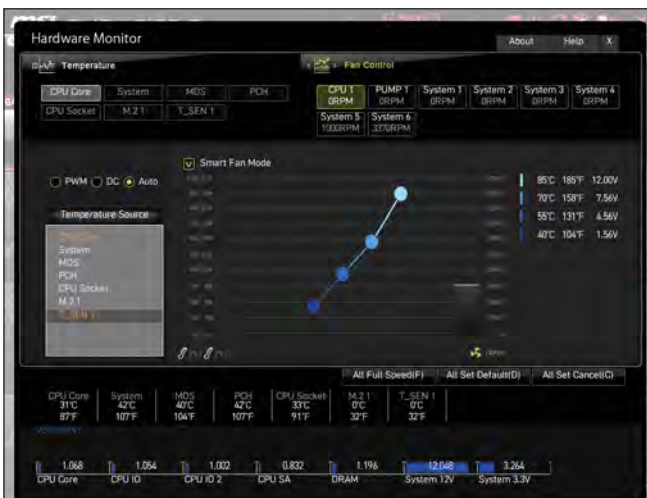 Hardware Monitor
About Help X
Temperature
Fan Control
CPU Core System MOS PCH
CPU Socket M.2 1 T_SEN 1
CPU 1 PUMP 1 System 1 System 2 System 3 System 4
0RPM 0RPM 0RPM 0RPM 0RPM 0RPM
System 5 System 6
1000RPM 3370RPM
Smart Fan Mode
PWM DC Auto
85°C 185°F 12.00V
70°C 158°F 7.56V
55°C 131°F 4.56V
40°C 104°F 1.56V
Temperature Source
System
MOS
PCH
CPU Socket
M.2 1
T_SEN 1
All Full Speed(F) All Set Default(D) All Set Cancel(C)
CPU Core System MOS PCH CPU Socket M.2 1 T_SEN 1
31°C 42°C 40°C 42°C 33°C 0°C 0°C
87°F 107°F 104°F 107°F 91°F 32°F 32°F
1.068 1.054 1.002 0.832 1.196 12.048 3.264
CPU Core CPU IO CPU IO 2 CPU SA DRAM System 12V System 3.3V